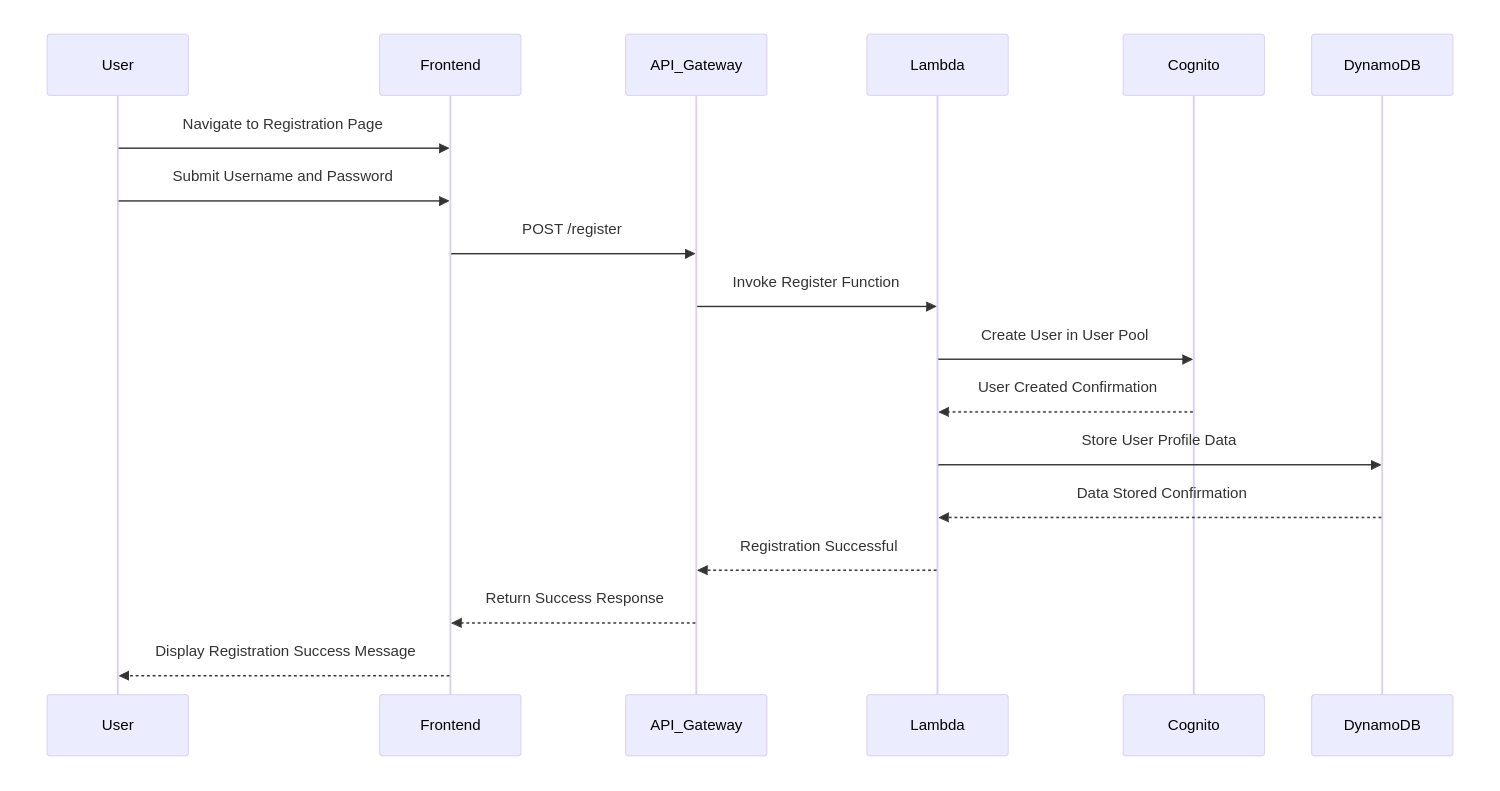 User
Frontend
API_Gateway
Lambda
Cognito
DynamoDB
Navigate to Registration Page
Submit Username and Password
POST /register
Invoke Register Function
Create User in User Pool
User Created Confirmation
Store User Profile Data
Data Stored Confirmation
Registration Successful
Return Success Response
Display Registration Success Message
User
Frontend
API_Gateway
Lambda
Cognito
DynamoDB